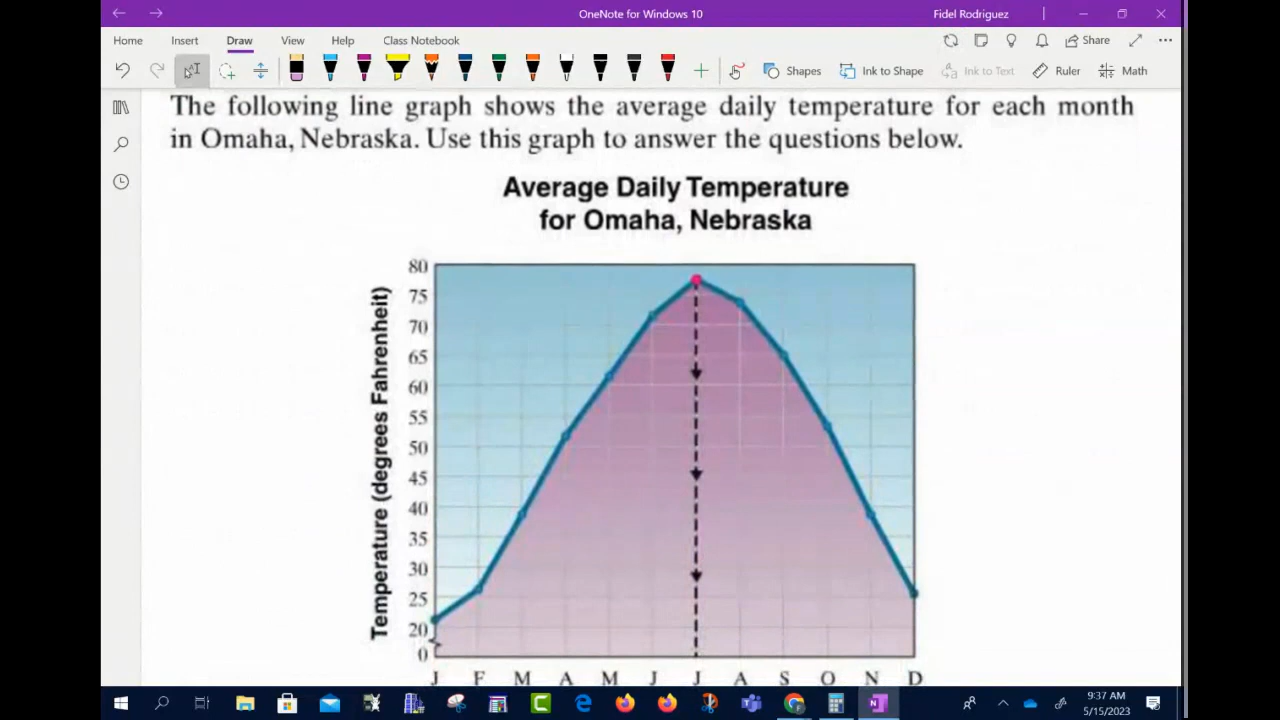 OneNote for Windows 10
Fidel Rodriguez
Home Insert Draw View Help Class Notebook
Share
Shapes Ink to Shape Ink to Text Ruler Math
The following line graph shows the average daily temperature for each month
in Omaha, Nebraska. Use this graph to answer the questions below.
Average Daily Temperature
for Omaha, Nebraska
Temperature (degrees Fahrenheit)
80
75
70
65
60
55
50
45
40
35
30
25
20
0
J F M A M J J A S O N D
9:37 AM
5/15/2023